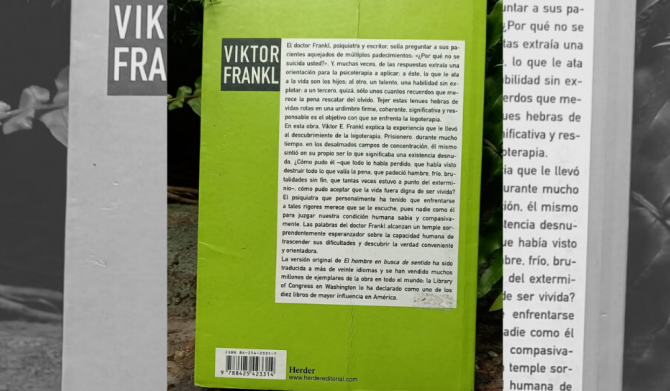 VIKTOR
FRANKL
El doctor Frankl, psiquiatra y escritor, solía preguntar a sus pa-
cientes aquejados de múltiples padecimientos: «¿Por qué no se
suicida usted?». Y, muchas veces, de las respuestas extraía una
orientación para la psicoterapia a aplicar: a éste, lo que le ata
a la vida son los hijos; al otro, un talento, una habilidad sin ex-
plotar; a un tercero, quizá, sólo unos cuantos recuerdos que mere-
ce la pena rescatar del olvido. Tejer estas tenues hebras de
vidas rotas en una urdimbre firme, coherente, significativa y res-
ponsable es el objetivo con que se enfrenta la logoterapia.
En esta obra, Viktor E. Frankl explica la experiencia que le llevó
al descubrimiento de la logoterapia. Prisionero, durante mucho
tiempo, en los desalmados campos de concentración, él mismo
sintió en su propio ser lo que significaba una existencia desnu-
da. ¿Cómo pudo él –que todo lo había perdido, que había visto
destruir todo lo que valía la pena, que padeció hambre, frío, bru-
talidades sin fin, que tantas veces estuvo a punto del extermi-
nio–, cómo pudo aceptar que la vida fuera digna de ser vivida?
El psiquiatra que personalmente ha tenido que enfrentarse
a tales rigores merece que se le escuche, pues nadie como él
para juzgar nuestra condición humana sabia y compasiva-
mente. Las palabras del doctor Frankl alcanzan un temple sor-
prendentemente esperanzador sobre la capacidad humana de
trascender sus dificultades y descubrir la verdad conveniente
y orientadora.
La versión original de El hombre en busca de sentido ha sido
traducida a más de veinte idiomas y se han vendido muchos
millones de ejemplares de la obra en todo el mundo; la Library
of Congress en Washington lo ha declarado como uno de los
diez libros de mayor influencia en América.
9 788425 423314
Herder
www.herdereditorial.com
VIK
FRA
untar a sus pa-
¿Por qué no se
tas extraía una
, lo que le ata
bilidad sin ex-
erdos que me-
ues hebras de
nificativa y res-
oterapia.
ia que le llevó
urante mucho
ión, él mismo
tencia desnu-
ue había visto
bre, frío, bru-
del extermi-
de ser vivida?
enfrentarse
adie como él
compasiva-
temple sor-
humana de